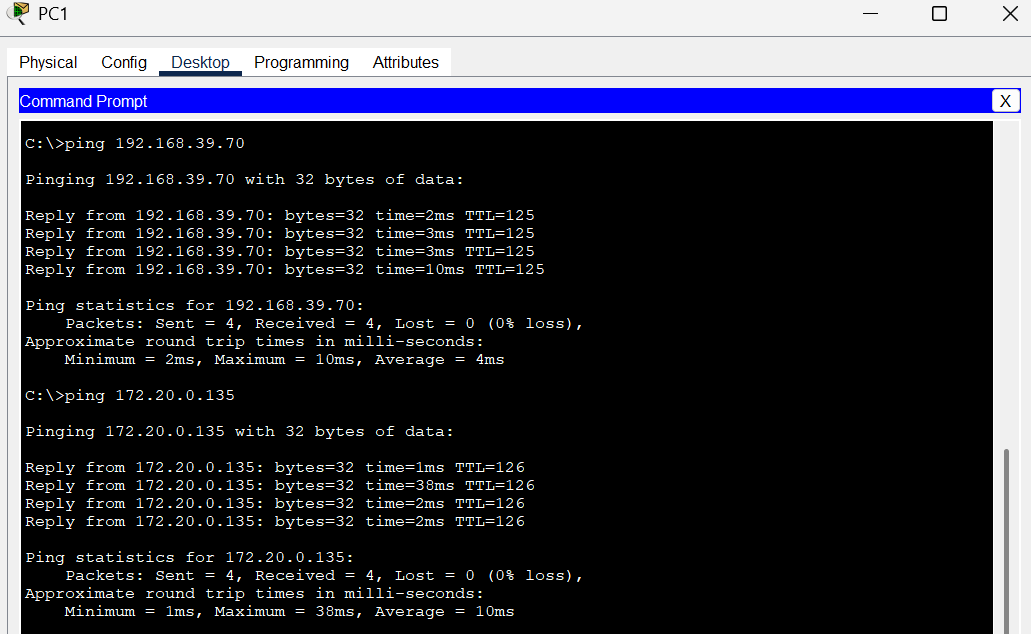 PC1
Physical Config Desktop Programming Attributes
Command Prompt
X
C:\>ping 192.168.39.70
Pinging 192.168.39.70 with 32 bytes of data:
Reply from 192.168.39.70: bytes=32 time=2ms TTL=125
Reply from 192.168.39.70: bytes=32 time=3ms TTL=125
Reply from 192.168.39.70: bytes=32 time=3ms TTL=125
Reply from 192.168.39.70: bytes=32 time=10ms TTL=125
Ping statistics for 192.168.39.70:
    Packets: Sent = 4, Received = 4, Lost = 0 (0% loss),
Approximate round trip times in milli-seconds:
    Minimum = 2ms, Maximum = 10ms, Average = 4ms
C:\>ping 172.20.0.135
Pinging 172.20.0.135 with 32 bytes of data:
Reply from 172.20.0.135: bytes=32 time=1ms TTL=126
Reply from 172.20.0.135: bytes=32 time=38ms TTL=126
Reply from 172.20.0.135: bytes=32 time=2ms TTL=126
Reply from 172.20.0.135: bytes=32 time=2ms TTL=126
Ping statistics for 172.20.0.135:
    Packets: Sent = 4, Received = 4, Lost = 0 (0% loss),
Approximate round trip times in milli-seconds:
    Minimum = 1ms, Maximum = 38ms, Average = 10ms